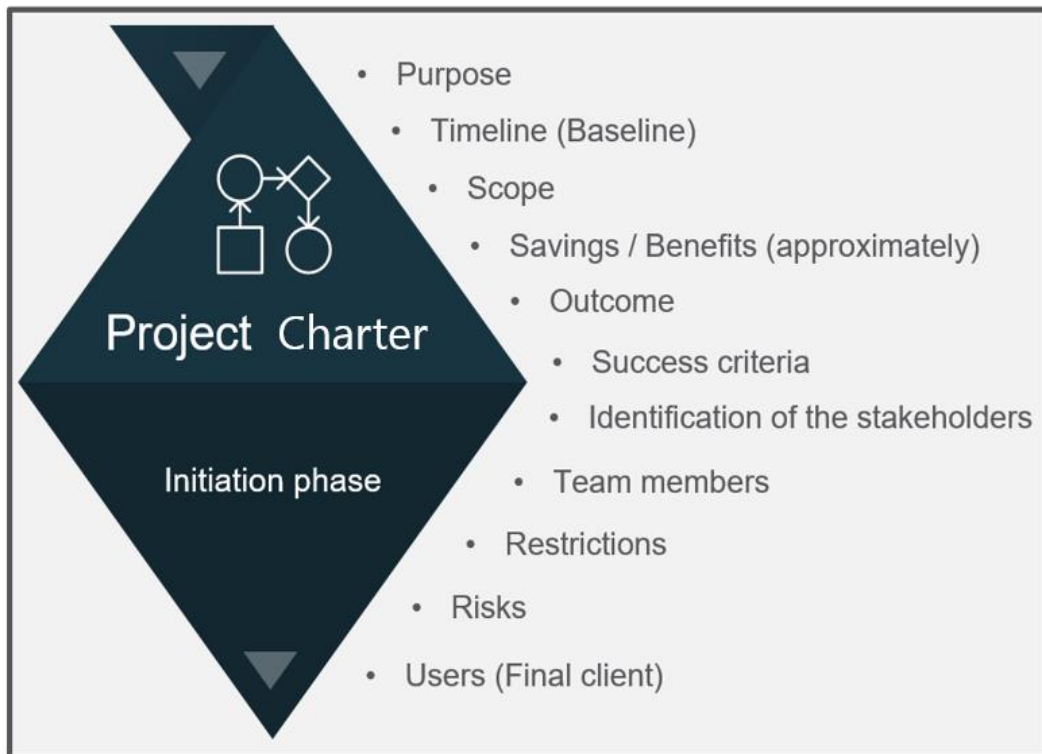 Purpose
Timeline (Baseline)
Scope
Savings / Benefits (approximately)
Outcome
Project Charter
Success criteria
Identification of the stakeholders
Initiation phase
Team members
Restrictions
Risks
Users (Final client)